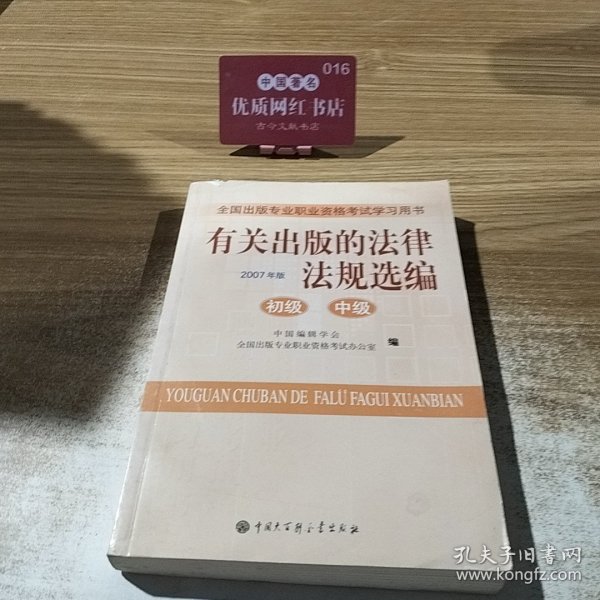 016
中国著名
优质网红书店
古今文献书店
全国出版专业职业资格考试学习用书
有关出版的法律
2007年版 法规选编
初级 中级
中国编辑学会
全国出版专业职业资格考试办公室 编
YOUGUAN CHUBAN DE FALÜ FAGUI XUANBIAN
中国大百科全书出版社
孔夫子旧书网
www.kongfz.com